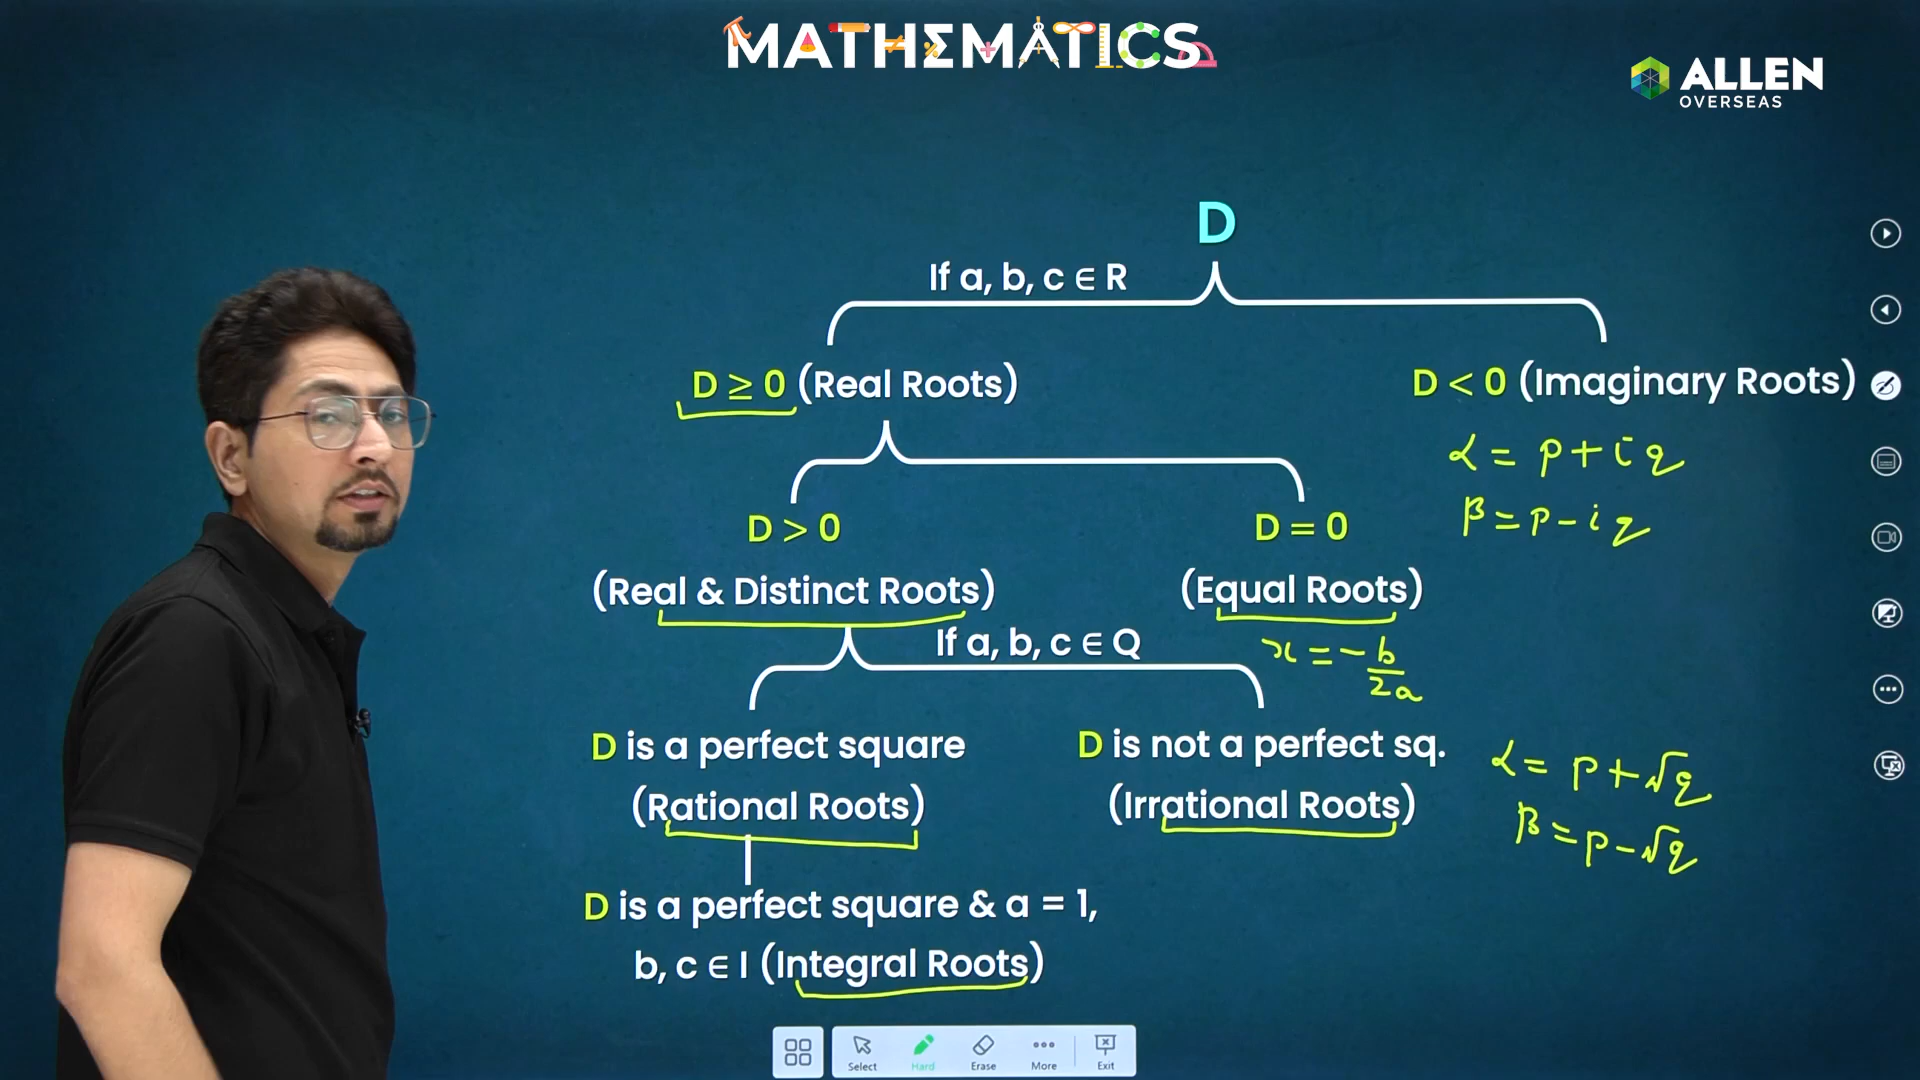 MATHEMATICS
ALLEN
OVERSEAS
D
If a, b, c ∈ R
D ≥ 0 (Real Roots)
D < 0 (Imaginary Roots)
α = p + i q
β = p - i q
D > 0
D = 0
(Real & Distinct Roots)
(Equal Roots)
If a, b, c ∈ Q
x = - b/2a
D is a perfect square
D is not a perfect sq.
(Rational Roots)
(Irrational Roots)
α = p + √q
β = p - √q
D is a perfect square & a = 1,
b, c ∈ I (Integral Roots)
Select
Hard
Erase
More
Exit